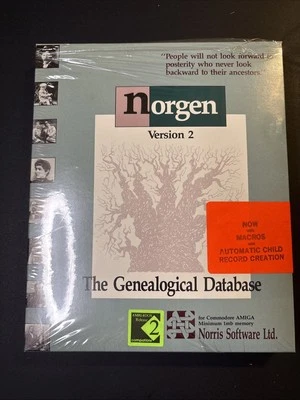 "People will not look forward to
posterity who never look
backward to their ancestors.
norgen
Version 2
NOW
with
MACROS
and
AUTOMATIC CHILD
RECORD CREATION
The Genealogical Database
2
for Commodore AMIGA
Minimum 1mb memory
Norris Software Ltd.